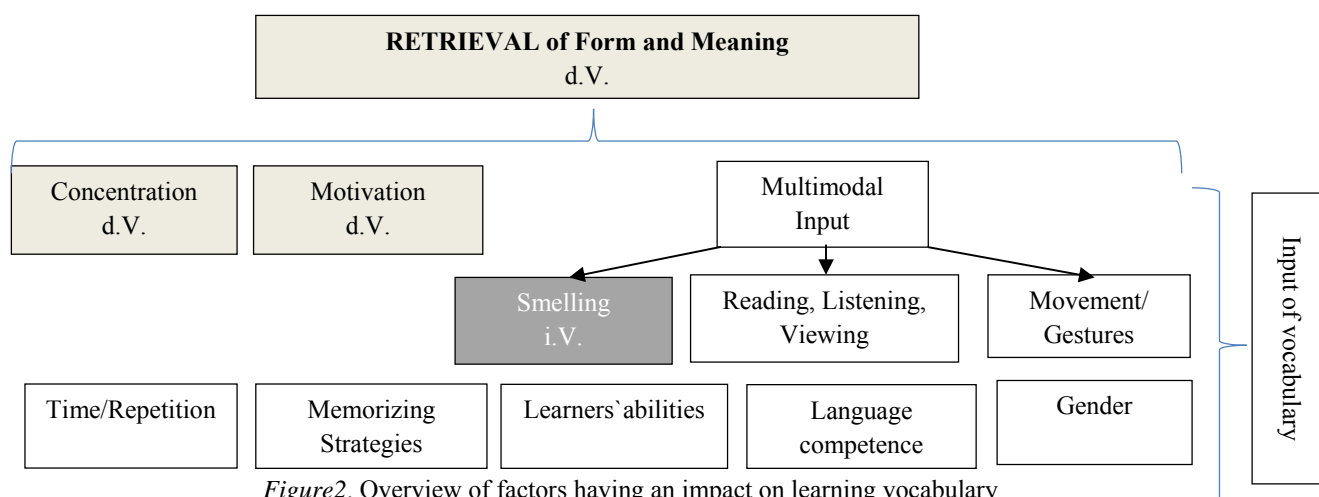 RETRIEVAL of Form and Meaning
d.V.
Concentration
d.V.
Motivation
d.V.
Multimodal
Input
Smelling
i.V.
Reading, Listening,
Viewing
Movement/
Gestures
Input of vocabulary
Time/Repetition
Memorizing
Strategies
Learners`abilities
Language
competence
Gender
Figure2. Overview of factors having an impact on learning vocabulary